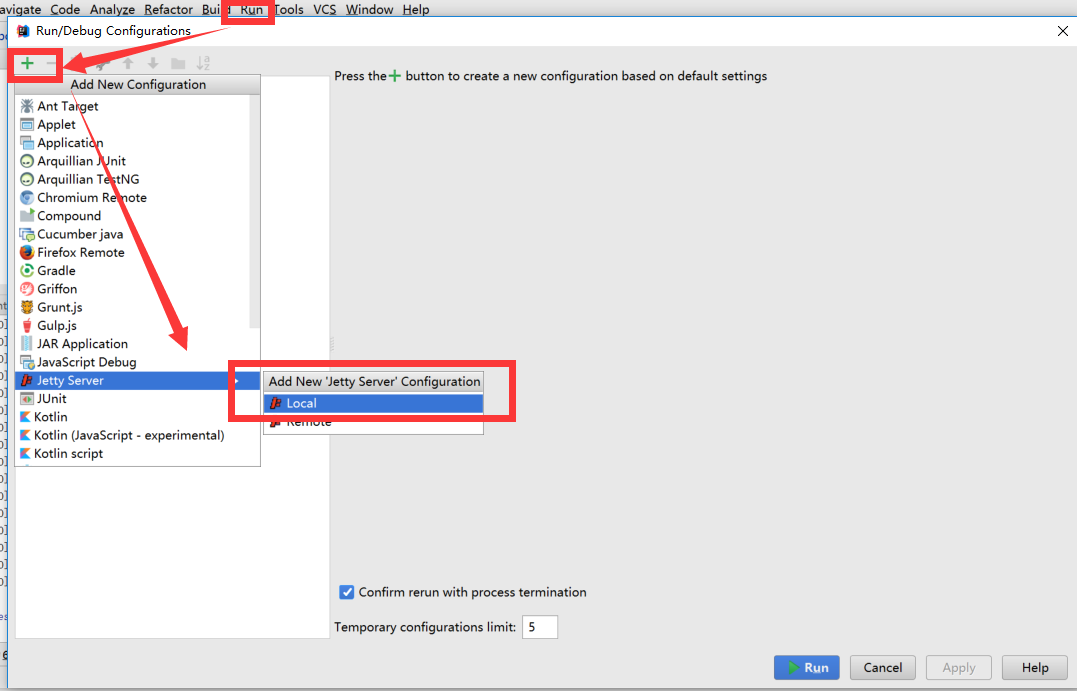 Code Analyze Refactor Build Run Tools VCS Window Help
Run/Debug Configurations
Add New Configuration
Press the + button to create a new configuration based on default settings
Ant Target
Applet
Application
Arquillian JUnit
Arquillian TestNG
Chromium Remote
Compound
Cucumber java
Firefox Remote
Gradle
Griffon
Grunt.js
Gulp.js
JAR Application
JavaScript Debug
Jetty Server
Add New 'Jetty Server' Configuration
Local
Remote
JUnit
Kotlin
Kotlin (JavaScript - experimental)
Kotlin script
Confirm rerun with process termination
Temporary configurations limit: 5
Run Cancel Apply Help